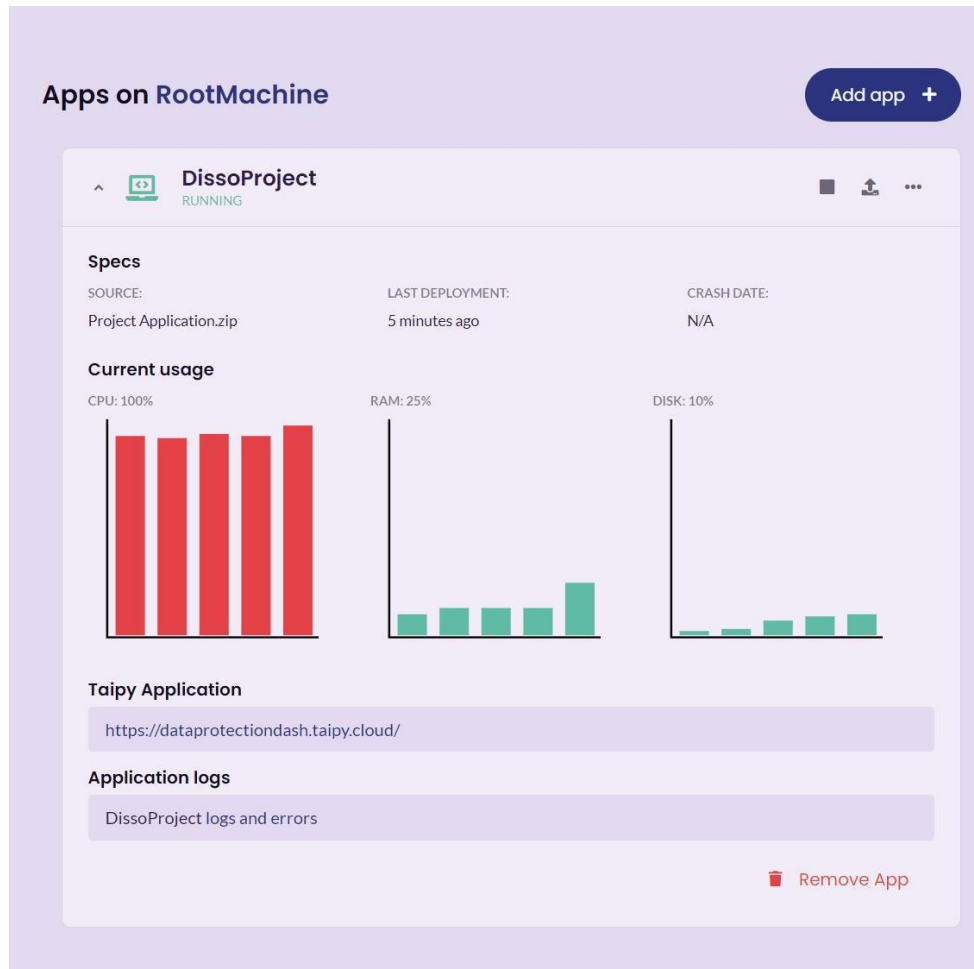 Apps on RootMachine
Add app +
DissoProject
RUNNING
Specs
SOURCE: LAST DEPLOYMENT: CRASH DATE:
Project Application.zip 5 minutes ago N/A
Current usage
CPU: 100% RAM: 25% DISK: 10%
Taipy Application
https://dataprotectiondash.taipy.cloud/
Application logs
DissoProject logs and errors
Remove App